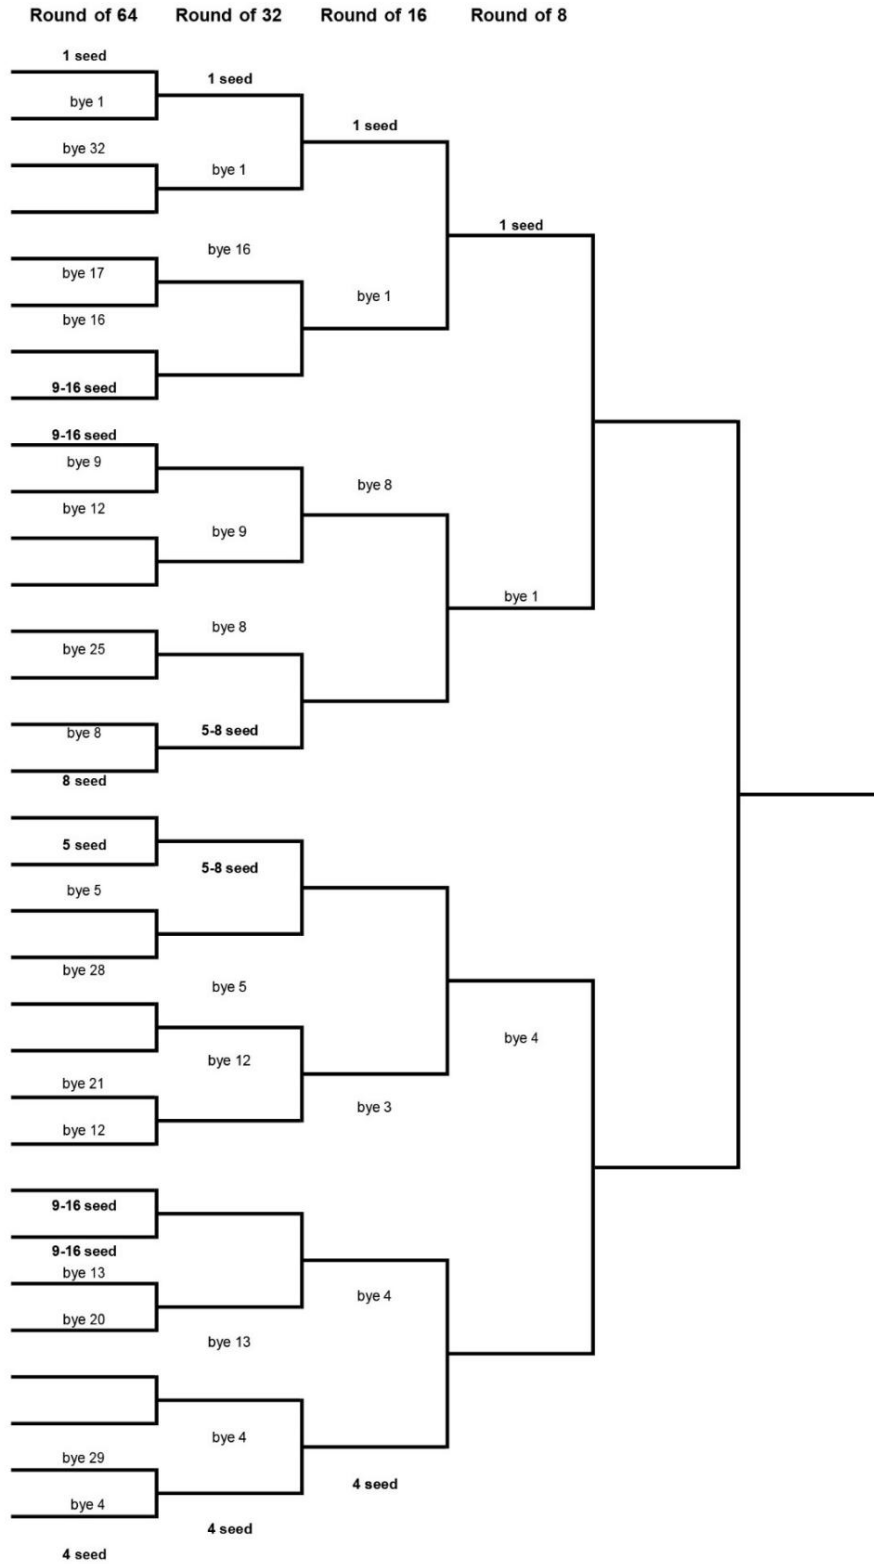 Round of 64 Round of 32 Round of 16 Round of 8
1 seed
1 seed
bye 1
1 seed
bye 32
bye 1
1 seed
bye 16
bye 17
bye 1
bye 16
9-16 seed
9-16 seed
bye 9
bye 8
bye 12
bye 9
bye 1
bye 8
bye 25
bye 8
5-8 seed
8 seed
5 seed
5-8 seed
bye 5
bye 28
bye 5
bye 4
bye 12
bye 21
bye 3
bye 12
9-16 seed
9-16 seed
bye 13
bye 4
bye 20
bye 13
bye 4
bye 29
4 seed
bye 4
4 seed
4 seed